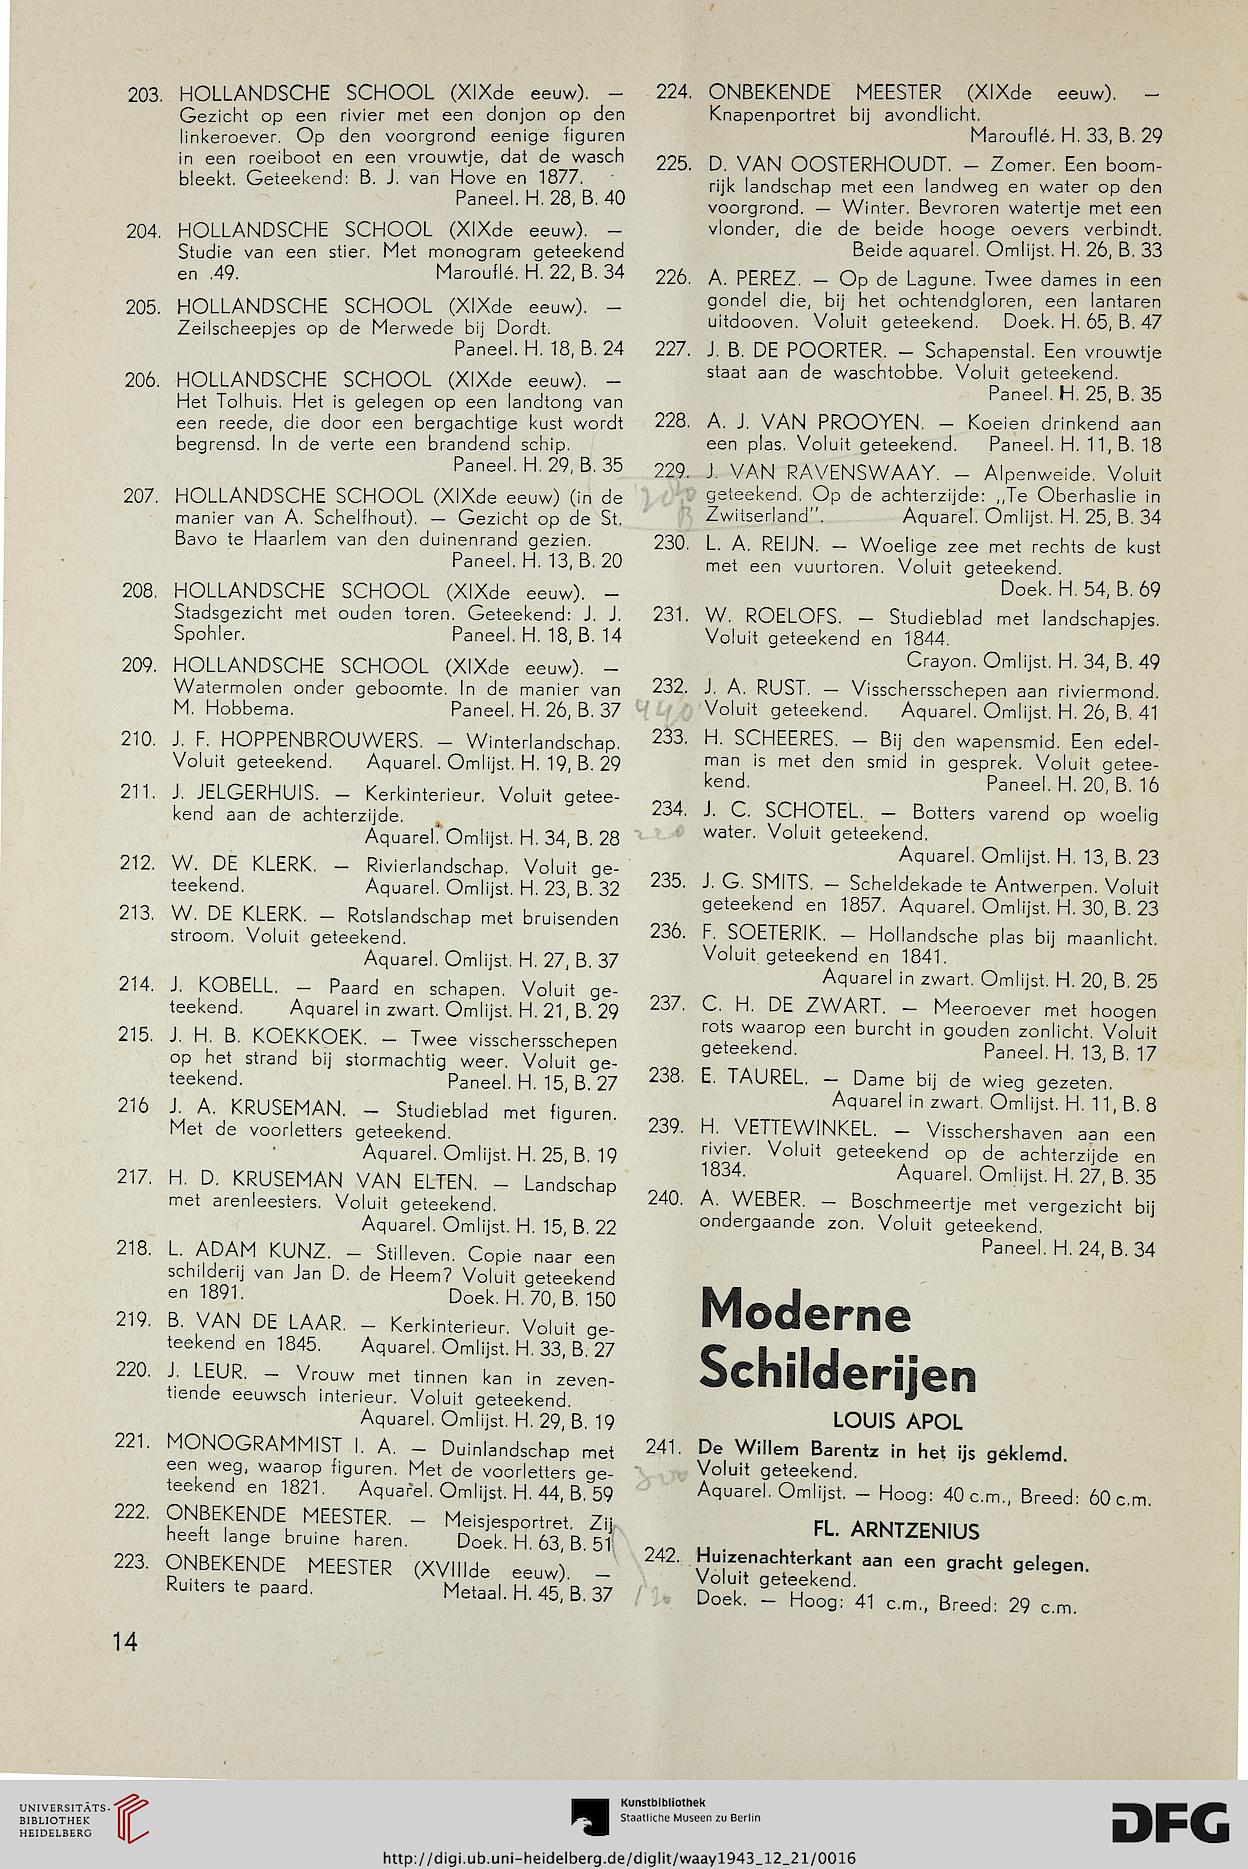 203. HOLLANDSCHE SCHOOL (XIXde eeuw). —
Gezicht op een rivier met een donjon op den
linkeroever. Op den voorgrond eenige figuren
in een roeiboot en een vrouwtje, dat de wasch
bleekt. Geteekend: B. J. van Hove en 1877.
Paneel. H. 28, B. 40
204. HOLLANDSCHE SCHOOL (XIXde eeuw). —
Studie van een stier. Met monogram geteekend
en .49. Marouflé. H. 22, B. 34
205. HOLLANDSCHE SCHOOL (XIXde eeuw). —
Zeilscheepjes op de Merwede bij Dordt.
Paneel. H. 18, B. 24
206. HOLLANDSCHE SCHOOL (XIXde eeuw). —
Het Tolhuis. Het is gelegen op een landtong van
een reede, die door een bergachtige kust wordt
begrensd. In de verte een brandend schip.
Paneel. H. 29, B. 35
207. HOLLANDSCHE SCHOOL (XIXde eeuw) (in de
manier van A. Schelfhout). — Gezicht op de St.
Bavo te Haarlem van den duinenrand gezien.
Paneel. H. 13, B. 20
208. HOLLANDSCHE SCHOOL (XIXde eeuw). —
Stadsgezicht met ouden toren. Geteekend: J. J.
Spohler. Paneel. H. 18, B. 14
209. HOLLANDSCHE SCHOOL (XIXde eeuw). —
Watermolen onder geboomte. In de manier van
M. Hobbema. Paneel. H. 26, B. 37
210. J. F. HOPPENBROUWERS. — Winterlandschap.
Voluit geteekend. Aquarel. Omlijst. H. 19, B. 29
211. J. JELGERHUIS. — Kerkinterieur. Voluit getee-
kend aan de achterzijde.
Aquarel. Omlijst. H. 34, B. 28
212. W. DE KLERK. — Rivierlandschap. Voluit ge-
teekend. Aquarel. Omlijst. H. 23, B. 32
213. W. DE KLERK. — Rotslandschap met bruisenden
stroom. Voluit geteekend.
Aquarel. Omlijst. H. 27, B. 37
214. J. KOBELL. — Paard en schapen. Voluit ge-
teekend. Aquarel in zwart. Omlijst. H. 21, B. 29
215. J. H. B. KOEKKOEK. — Twee visschersschepen
op het strand bij stormachtig weer. Voluit ge-
teekend. Paneel. H. 15, B. 27
216 J. A. KRUSEMAN. — Studieblad met figuren.
Met de voorletters geteekend.
Aquarel. Omlijst. H. 25, B. 19
217. H. D. KRUSEMAN VAN ELTEN. — Landschap
met arenleesters. Voluit geteekend.
Aquarel. Omlijst. H. 15, B. 22
218. L. ADAM KUNZ. — Stilleven. Copie naar een
schilderij van Jan D. de Heem? Voluit geteekend
en 1891. Doek. H. 70, B. 150
219. B. VAN DE LAAR. — Kerkinterieur. Voluit ge-
teekend en 1845. Aquarel. Omlijst. H. 33, B. 27
220. J. LEUR. — Vrouw met tinnen kan in zeven-
tiende eeuwsch interieur. Voluit geteekend.
Aquarel. Omlijst. H. 29, B. 19
221. MONOGRAMMIST I. A. — Duinlandschap met
een weg, waarop figuren. Met de voorletters ge-
teekend en 1821. Aquarel. Omlijst. H. 44, B. 59
222. ONBEKENDE MEESTER. — Meisjesportret. Zij
heeft lange bruine haren. Doek. H. 63, B. 51
223. ONBEKENDE MEESTER (XVIIIde eeuw). —
Ruiters te paard. Metaal. H. 45, B. 37
14
224. ONBEKENDE MEESTER (XIXde eeuw). —
Knapenportret bij avondlicht.
Marouflé. H. 33, B. 29
225. D. VAN OOSTERHOUDT. — Zomer. Een boom-
rijk landschap met een landweg en water op den
voorgrond. — Winter. Bevroren watertje met een
vlonder, die de beide hooge oevers verbindt.
Beide aquarel. Omlijst. H. 26, B. 33
226. A. PEREZ. — Op de Lagune. Twee dames in een
gondel die, bij het ochtendgloren, een lantaren
uitdooven. Voluit geteekend. Doek. H. 65, B. 47
227. J. B. DE POORTER. — Schapenstal. Een vrouwtje
staat aan de waschtobbe. Voluit geteekend.
Paneel. H. 25, B. 35
228. A. J. VAN PROOYEN. — Koeien drinkend aan
een plas. Voluit geteekend. Paneel. H. 11, B. 18
229. J. VAN RAVENSWAAY. — Alpenweide. Voluit
geteekend. Op de achterzijde: „Te Oberhaslie in
Zwitserland". Aquarel. Omlijst. H. 25, B. 34
230. L. A. REIJN. — Woelige zee met rechts de kust
met een vuurtoren. Voluit geteekend.
Doek. H. 54, B. 69
231. W. ROELOFS. — Studieblad met landschapjes.
Voluit geteekend en 1844.
Crayon. Omlijst. H. 34, B. 49
232. J. A. RUST. — Visschersschepen aan riviermond.
440 Voluit geteekend. Aquarel. Omlijst. H. 26, B. 41
233. H. SCHEERES. — Bij den wapensmid. Een edel-
man is met den smid in gesprek. Voluit getee-
kend. Paneel. H. 20, B. 16
234. J. C. SCHOTEL. — Botters varend op woelig
220 water. Voluit geteekend.
Aquarel. Omlijst. H. 13, B. 23
235. J. G. SMITS. — Scheldekade te Antwerpen. Voluit
geteekend en 1857. Aquarel. Omlijst. H. 30, B. 23
236. F. SOETERIK. — Hollandsche plas bij maanlicht.
Voluit geteekend en 1841.
Aquarel in zwart. Omlijst. H. 20, B. 25
237. C. H. DE ZWART. — Meeroever met hoogen
rots waarop een burcht in gouden zonlicht. Voluit
geteekend. Paneel. H. 13, B. 17
238. E. TAUREL. — Dame bij de wieg gezeten.
Aquarel in zwart. Omlijst. H. 11, B. 8
239. H. VETTEWINKEL. — Visschershaven aan een
rivier. Voluit geteekend op de achterzijde en
1834. Aquarel. Omlijst. H. 27, B. 35
240. A. WEBER. — Boschmeertje met vergezicht bij
ondergaande zon. Voluit geteekend.
Paneel. H. 24, B. 34
Moderne
Schilderijen
LOUIS APOL
241. De Willem Barentz in het ijs geklemd.
300 Voluit geteekend.
Aquarel. Omlijst. — Hoog: 40 c.m., Breed: 60 c.m.
FL. ARNTZENIUS
242. Huizenachterkant aan een gracht gelegen.
Voluit geteekend.
120 Doek. — Hoog: 41 c.m., Breed: 29 c.m.
UNIVERSITÄTS-
BIBLIOTHEK
HEIDELBERG
Kunstbibliothek
Staatliche Museen zu Berlin
DFG
http://digi.ub.uni-heidelberg.de/diglit/waay1943_12_21/0016